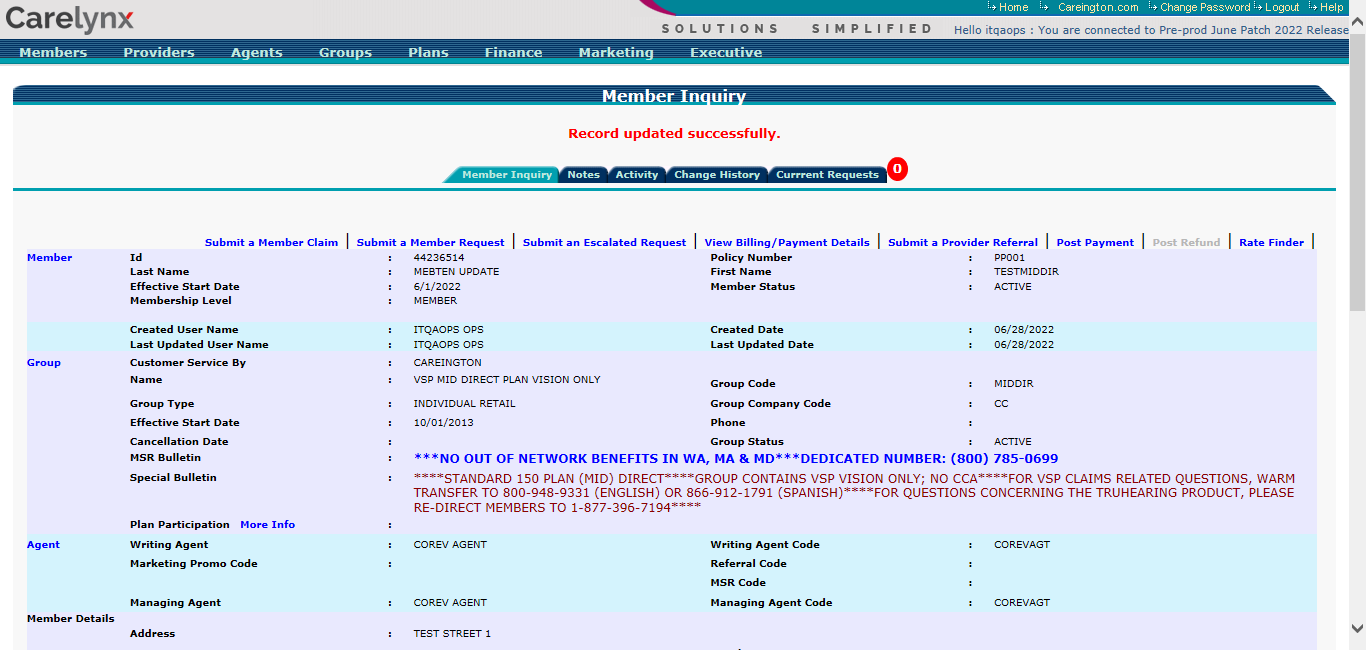 Carelynx
Home Careington.com Change Password Logout Help
SOLUTIONS SIMPLIFIED Hello itqaops : You are connected to Pre-prod June Patch 2022 Release
Members Providers Agents Groups Plans Finance Marketing Executive
Member Inquiry
Record updated successfully.
Member Inquiry Notes Activity Change History Currrent Requests 0
Submit a Member Claim | Submit a Member Request | Submit an Escalated Request | View Billing/Payment Details | Submit a Provider Referral | Post Payment | Post Refund | Rate Finder |
Member Id : 44236514 Policy Number : PP001
Last Name : MEBTEN UPDATE First Name : TESTMIDDIR
Effective Start Date : 6/1/2022 Member Status : ACTIVE
Membership Level : MEMBER
Created User Name : ITQAOPS OPS Created Date : 06/28/2022
Last Updated User Name : ITQAOPS OPS Last Updated Date : 06/28/2022
Group Customer Service By : CAREINGTON
Name : VSP MID DIRECT PLAN VISION ONLY Group Code : MIDDIR
Group Type : INDIVIDUAL RETAIL Group Company Code : CC
Effective Start Date : 10/01/2013 Phone :
Cancellation Date : Group Status : ACTIVE
MSR Bulletin : ***NO OUT OF NETWORK BENEFITS IN WA, MA & MD***DEDICATED NUMBER: (800) 785-0699
Special Bulletin : ****STANDARD 150 PLAN (MID) DIRECT****GROUP CONTAINS VSP VISION ONLY; NO CCA****FOR VSP CLAIMS RELATED QUESTIONS, WARM
TRANSFER TO 800-948-9331 (ENGLISH) OR 866-912-1791 (SPANISH)****FOR QUESTIONS CONCERNING THE TRUHEARING PRODUCT, PLEASE
RE-DIRECT MEMBERS TO 1-877-396-7194****
Plan Participation More Info :
Agent Writing Agent : COREV AGENT Writing Agent Code : COREVAGT
Marketing Promo Code : Referral Code :
MSR Code :
Managing Agent : COREV AGENT Managing Agent Code : COREVAGT
Member Details
Address : TEST STREET 1